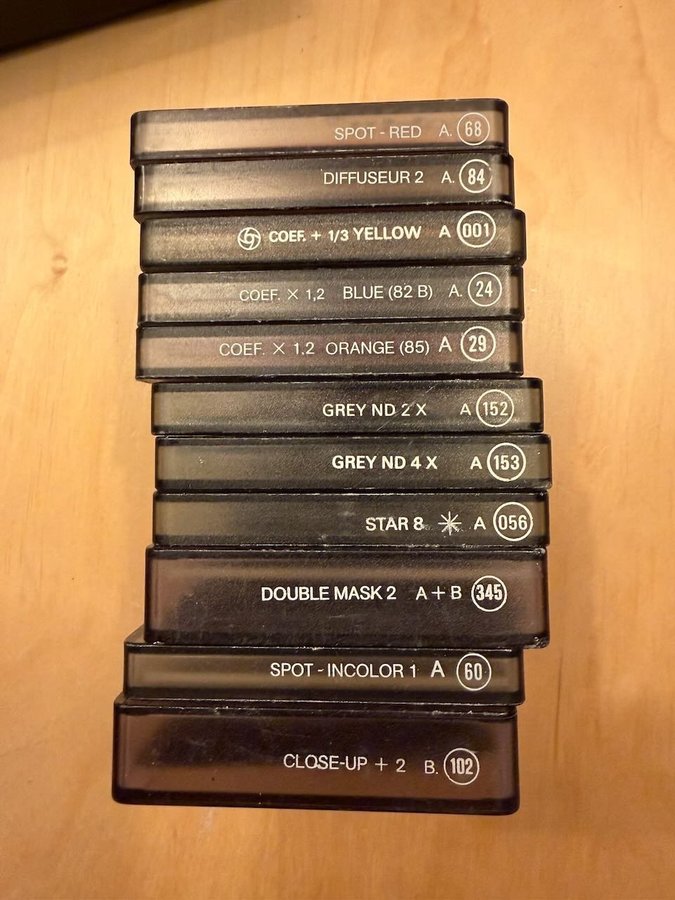 SPOT - RED A. 68
DIFFUSEUR 2 A. 84
COEF. + 1/3 YELLOW A 001
COEF. × 1,2 BLUE (82 B) A. 24
COEF. × 1.2 ORANGE (85) A 29
GREY ND 2 X A 152
GREY ND 4 X A 153
STAR 8 A 056
DOUBLE MASK 2 A + B 345
SPOT - INCOLOR 1 A 60
CLOSE-UP + 2 B. 102